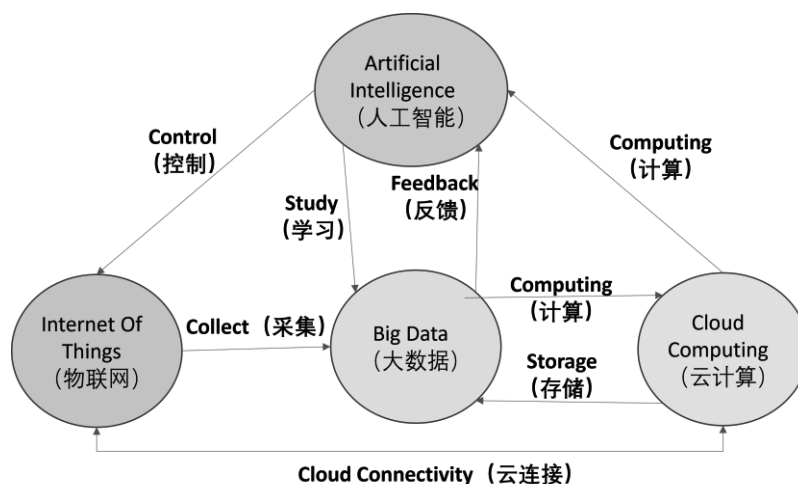 Artificial
Intelligence
（人工智能）
Control
（控制）
Computing
（计算）
Study
（学习）
Feedback
（反馈）
Internet Of
Things
（物联网）
Collect（采集）
Big Data
（大数据）
Computing
（计算）
Storage
（存储）
Cloud
Computing
（云计算）
Cloud Connectivity（云连接）